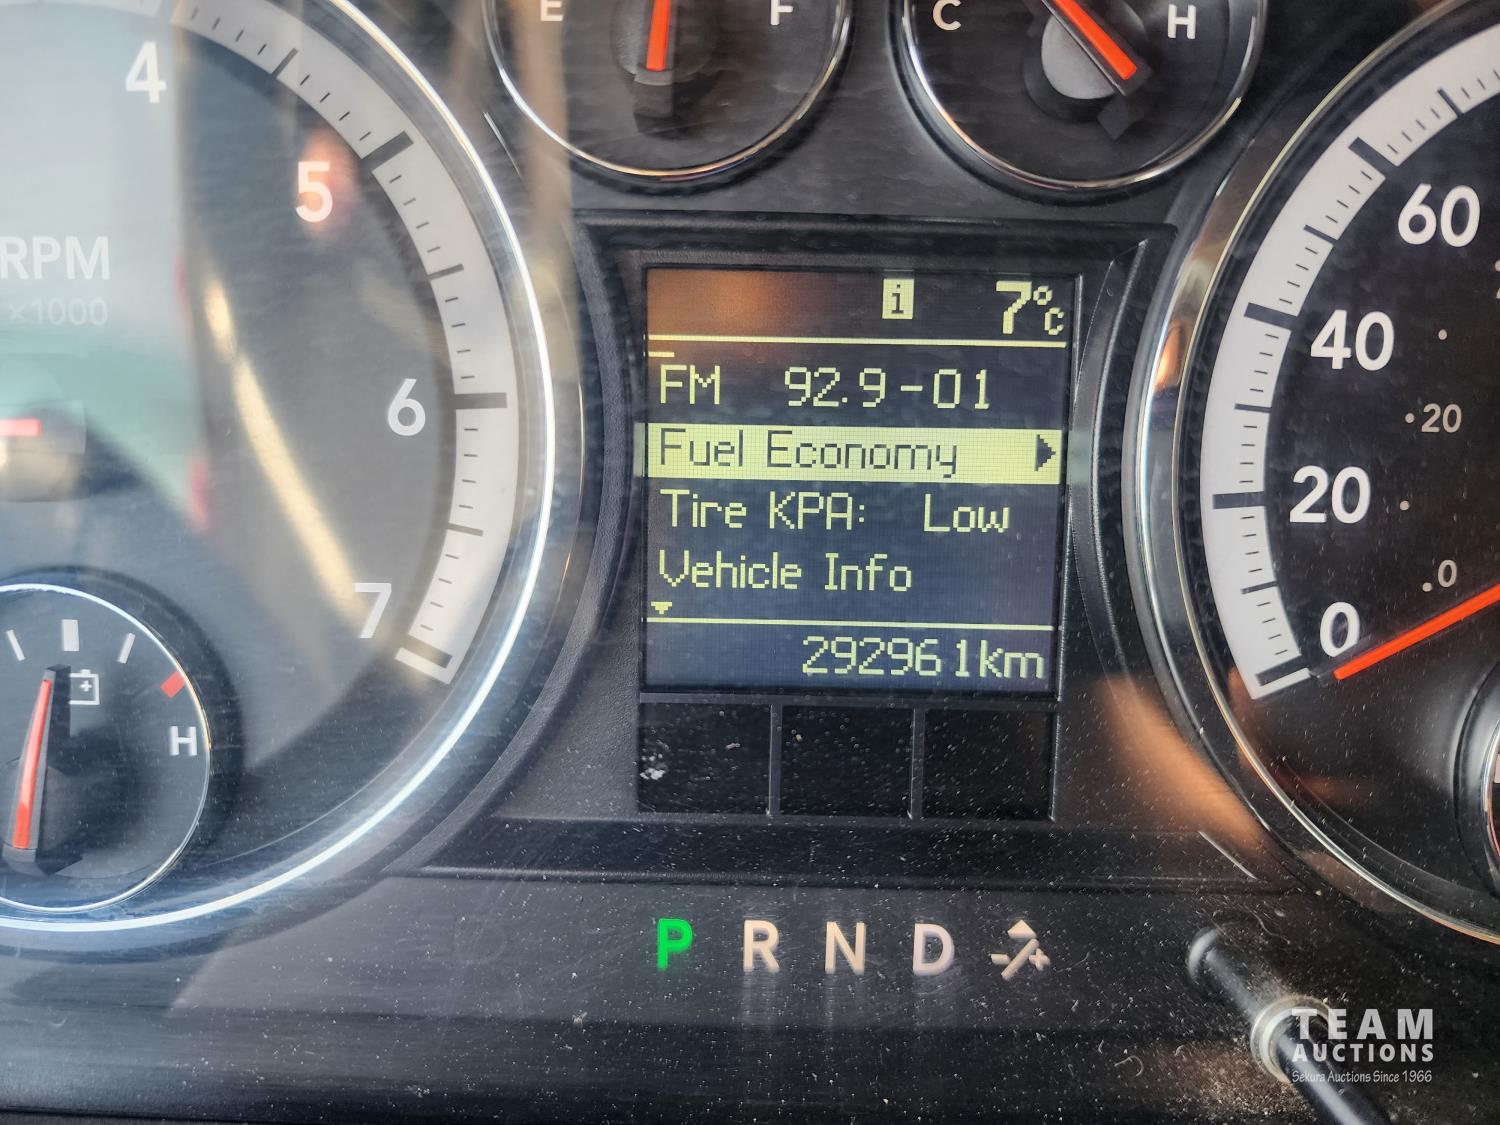 E F
C H
4
5
RPM
×1000
6
7
H
i 7°C
FM 92.9-01
Fuel Economy
Tire KPA: Low
Vehicle Info
292961km
60
40
20
20
0
0
P R N D - +
TEAM
AUCTIONS
Sekura Auctions Since 1966